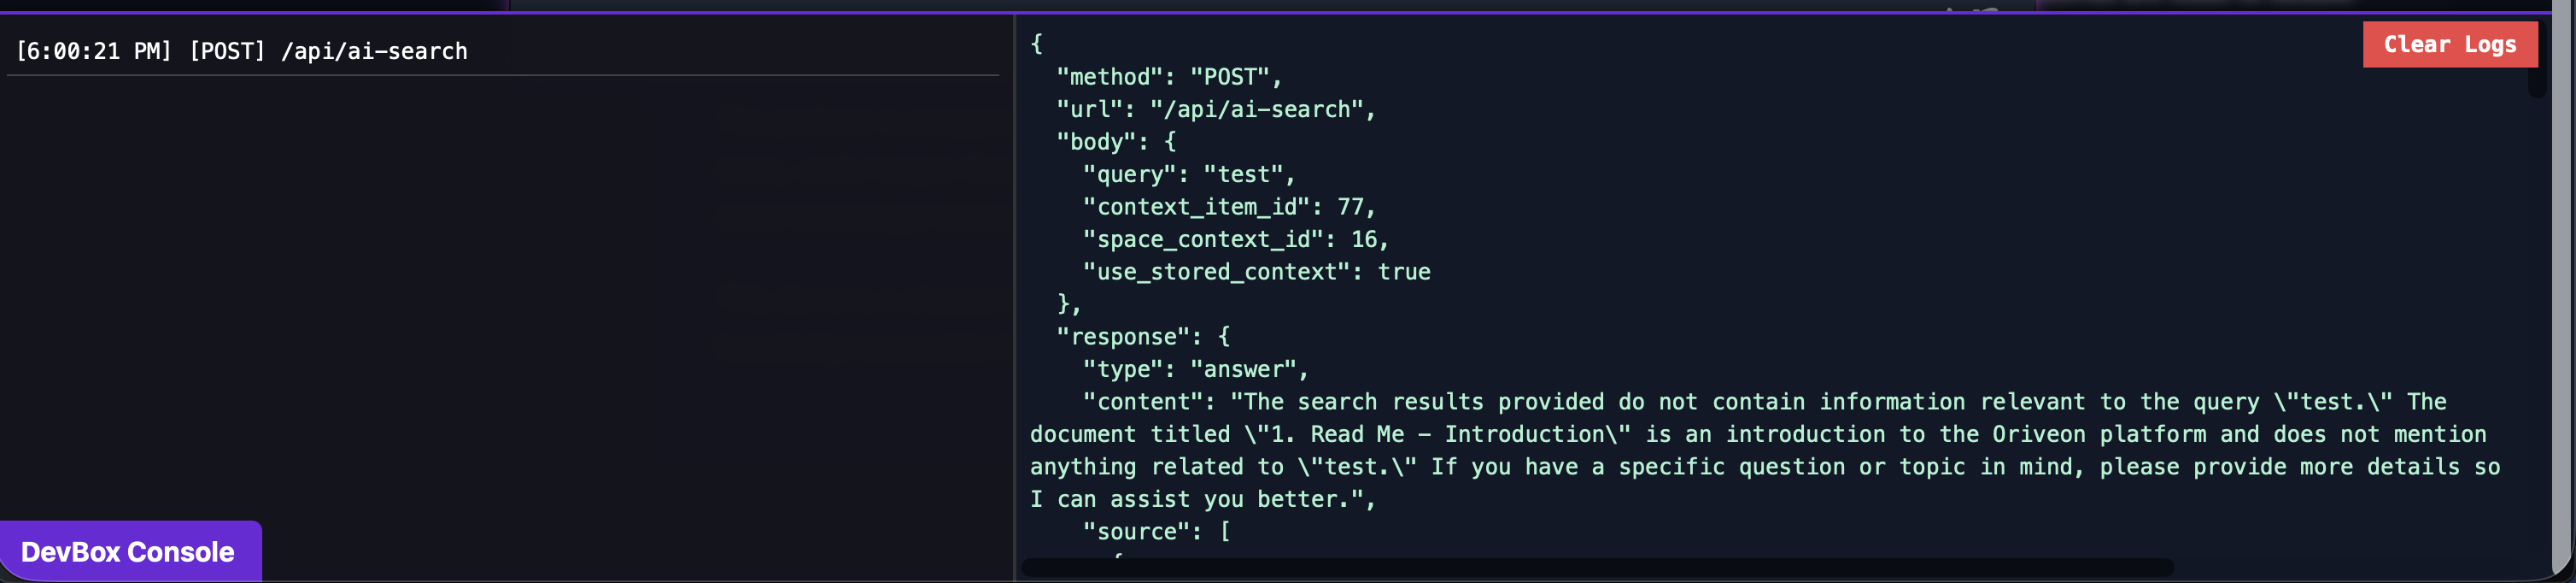 [6:00:21 PM] [POST] /api/ai-search
DevBox Console
Clear Logs
{
"method": "POST",
"url": "/api/ai-search",
"body": {
"query": "test",
"context_item_id": 77,
"space_context_id": 16,
"use_stored_context": true
},
"response": {
"type": "answer",
"content": "The search results provided do not contain information relevant to the query \"test.\" The
document titled \"1. Read Me - Introduction\" is an introduction to the Oriveon platform and does not mention
anything related to \"test.\" If you have a specific question or topic in mind, please provide more details so
I can assist you better.",
"source": [